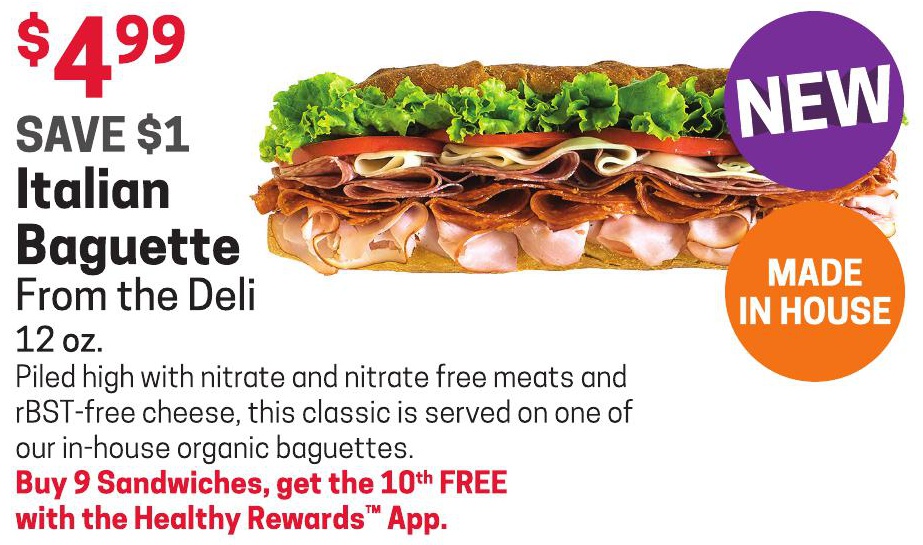 $4.99
SAVE $1
Italian
Baguette
From the Deli
12 oz.
Piled high with nitrate and nitrate free meats and
rBST-free cheese, this classic is served on one of
our in-house organic baguettes.
Buy 9 Sandwiches, get the 10th FREE
with the Healthy Rewards™ App.
NEW
MADE
IN HOUSE